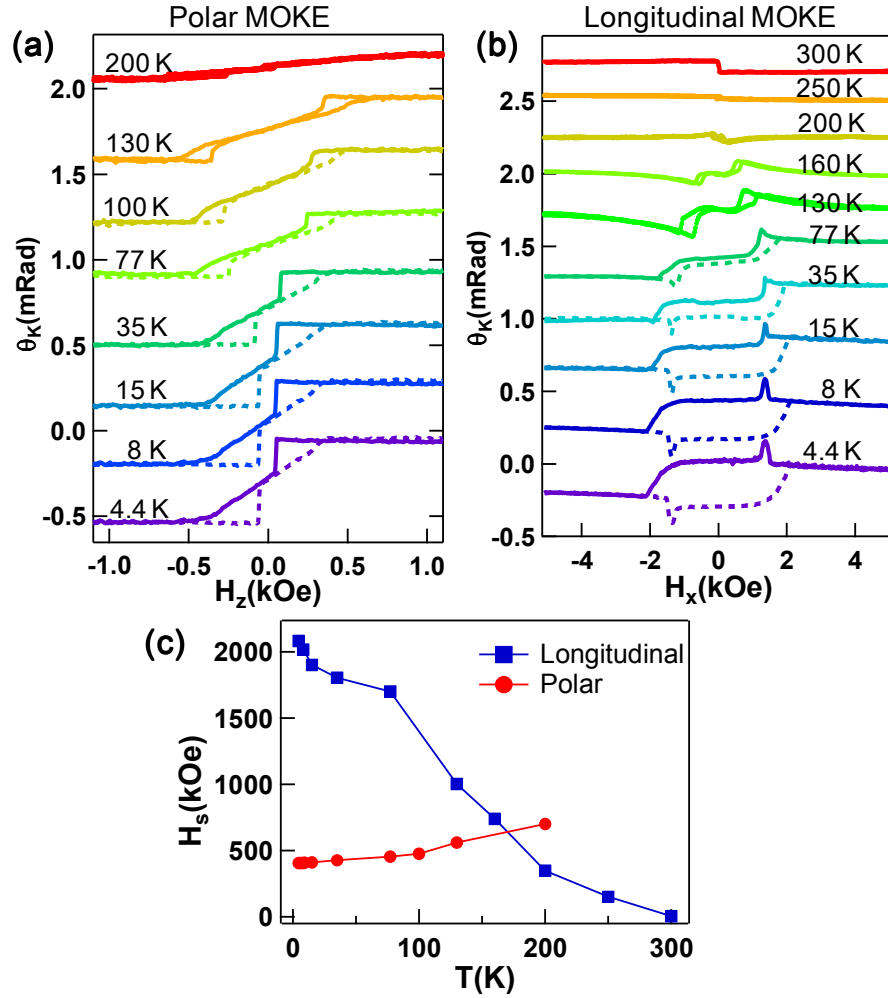 Polar MOKE
(a)
200 K
130 K
100 K
77 K
35 K
15 K
8 K
4.4 K
2.0
1.5
1.0
0.5
0.0
-0.5
θK(mRad)
-1.0 -0.5 0.0 0.5 1.0
Hz(kOe)
Longitudinal MOKE
(b)
300 K
250 K
200 K
160 K
130 K
77 K
35 K
15 K
8 K
4.4 K
2.5
2.0
1.5
1.0
0.5
0.0
-0.5
θK(mRad)
-4 -2 0 2 4
Hx(kOe)
(c)
Longitudinal
Polar
2000
1500
1000
500
0
Hs(kOe)
0 100 200 300
T(K)